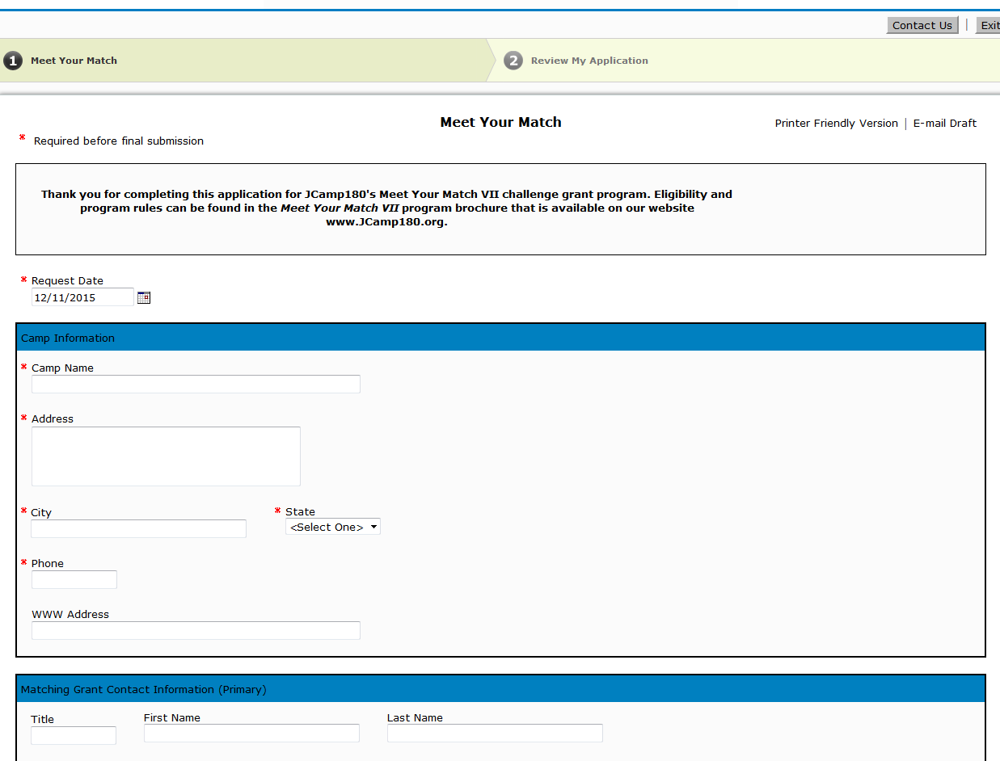 Contact Us | Exit
1 Meet Your Match 2 Review My Application
Meet Your Match
Printer Friendly Version | E-mail Draft
* Required before final submission
Thank you for completing this application for JCamp180's Meet Your Match VII challenge grant program. Eligibility and
program rules can be found in the Meet Your Match VII program brochure that is available on our website
www.JCamp180.org.
* Request Date
12/11/2015
Camp Information
* Camp Name
* Address
* City * State
<Select One>
* Phone
WWW Address
Matching Grant Contact Information (Primary)
Title First Name Last Name